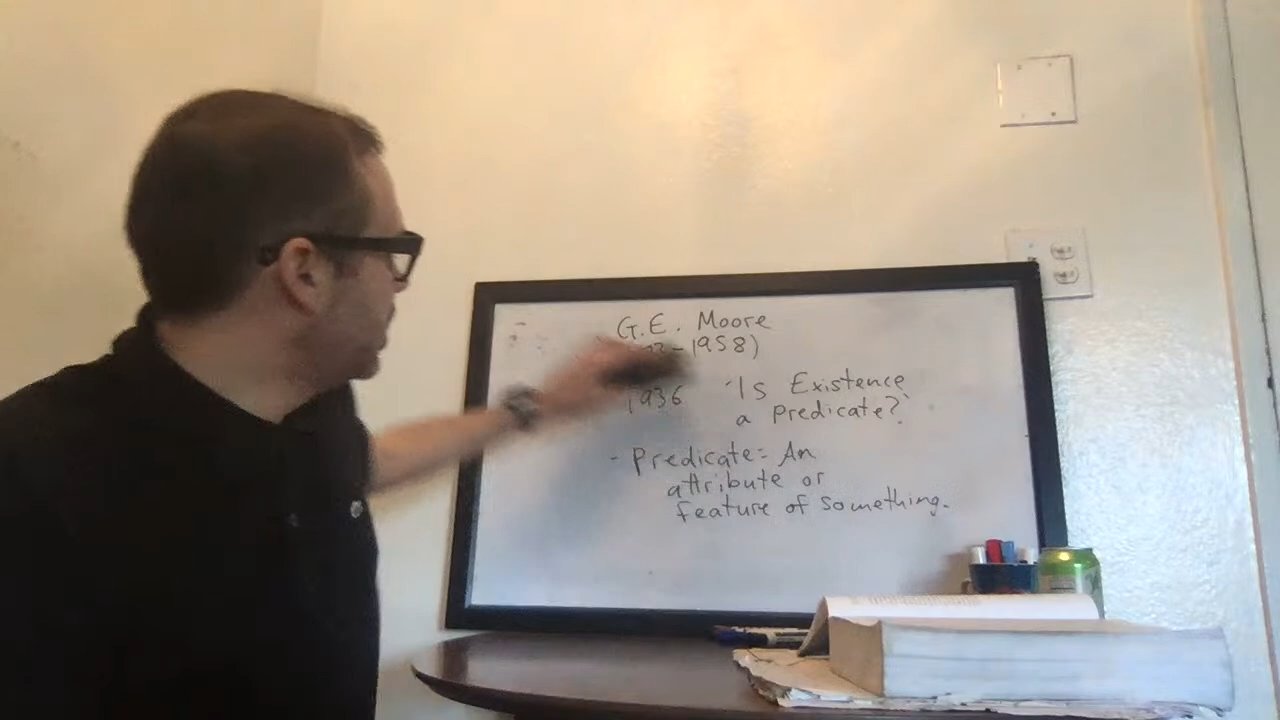 G.E. Moore
-1958)
1936 'Is Existence
a Predicate?'
- Predicate= An
attribute or
feature of something.